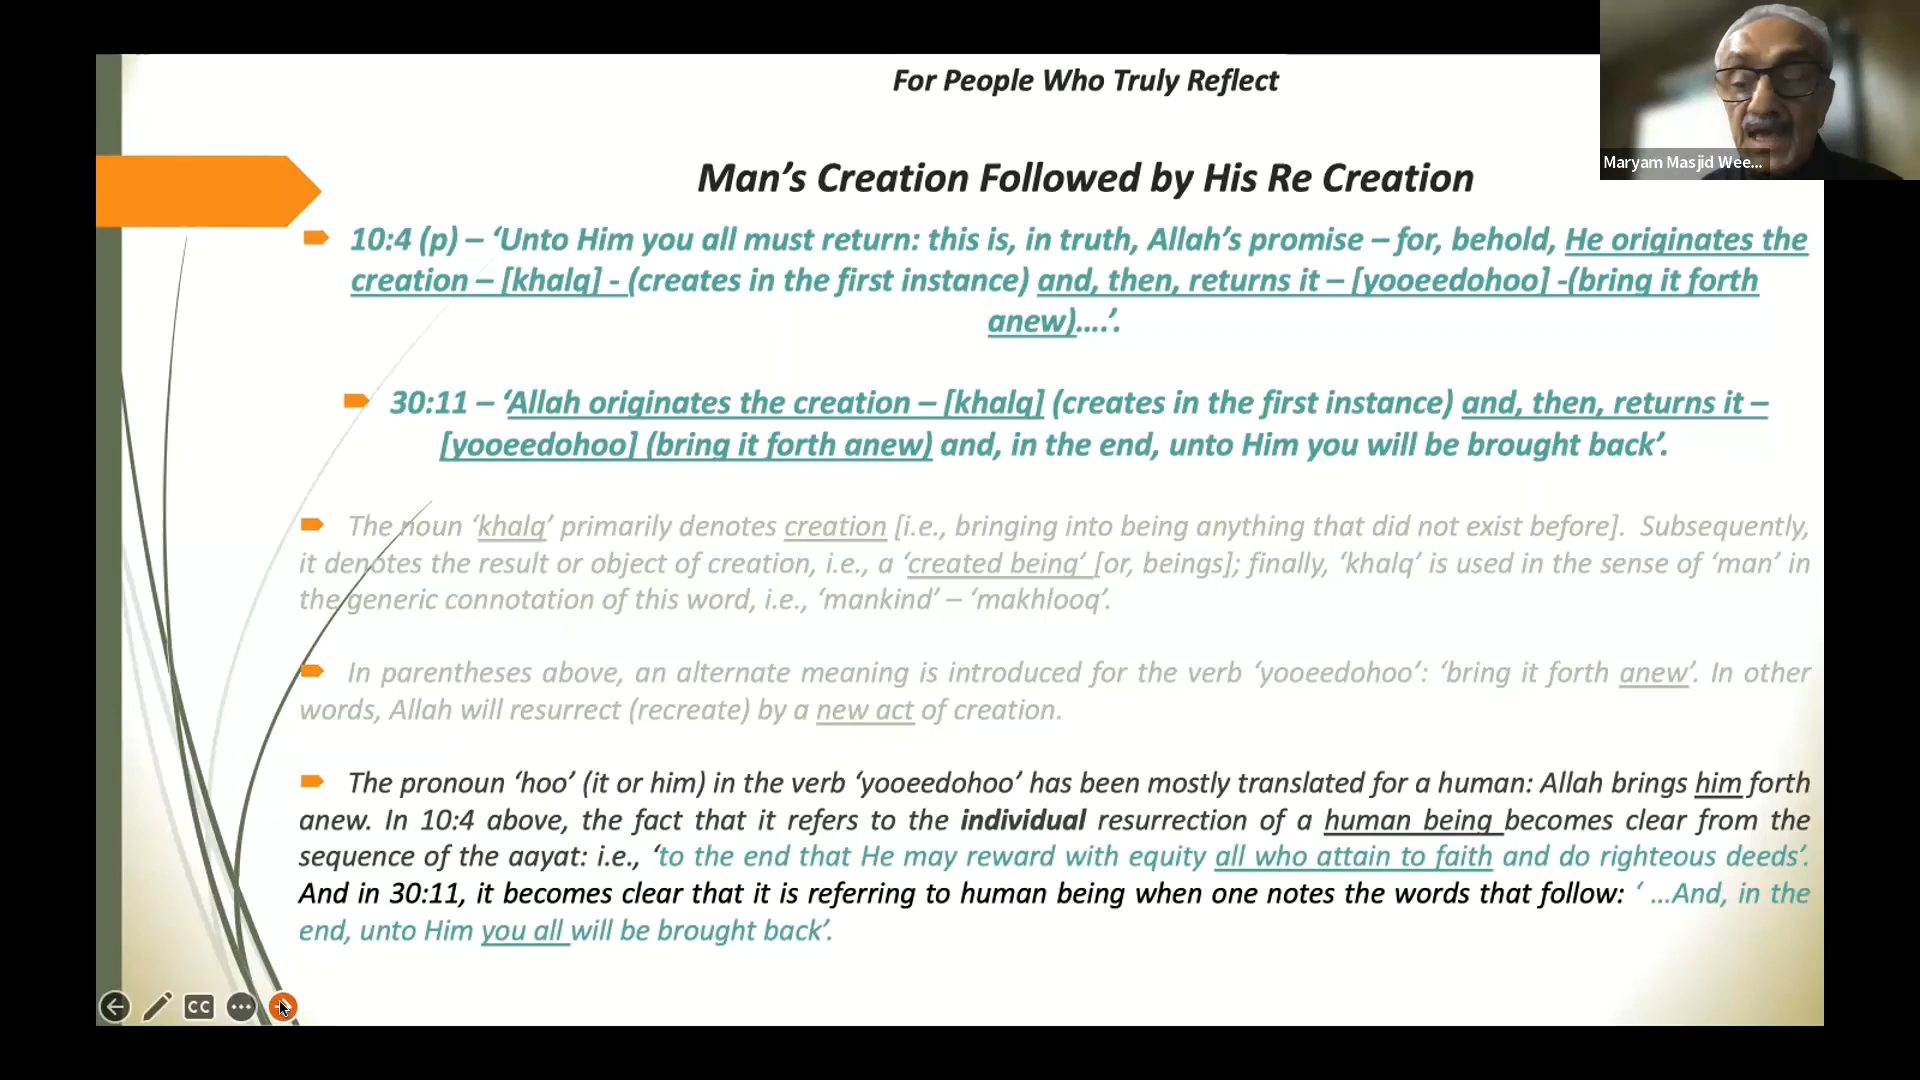 For People Who Truly Reflect
Maryam Masjid Wee...
Man’s Creation Followed by His Re Creation
10:4 (p) – ‘Unto Him you all must return: this is, in truth, Allah’s promise – for, behold, He originates the
creation – [khalq] - (creates in the first instance) and, then, returns it – [yooeedohoo] -(bring it forth
anew)....’.
30:11 – ‘Allah originates the creation – [khalq] (creates in the first instance) and, then, returns it –
[yooeedohoo] (bring it forth anew) and, in the end, unto Him you will be brought back’.
The noun ‘khalq’ primarily denotes creation [i.e., bringing into being anything that did not exist before]. Subsequently,
it denotes the result or object of creation, i.e., a ‘created being’ [or, beings]; finally, ‘khalq’ is used in the sense of ‘man’ in
the generic connotation of this word, i.e., ‘mankind’ – ‘makhlooq’.
In parentheses above, an alternate meaning is introduced for the verb ‘yooeedohoo’: ‘bring it forth anew’. In other
words, Allah will resurrect (recreate) by a new act of creation.
The pronoun ‘hoo’ (it or him) in the verb ‘yooeedohoo’ has been mostly translated for a human: Allah brings him forth
anew. In 10:4 above, the fact that it refers to the individual resurrection of a human being becomes clear from the
sequence of the aayat: i.e., ‘to the end that He may reward with equity all who attain to faith and do righteous deeds’.
And in 30:11, it becomes clear that it is referring to human being when one notes the words that follow: ‘ ...And, in the
end, unto Him you all will be brought back’.
CC